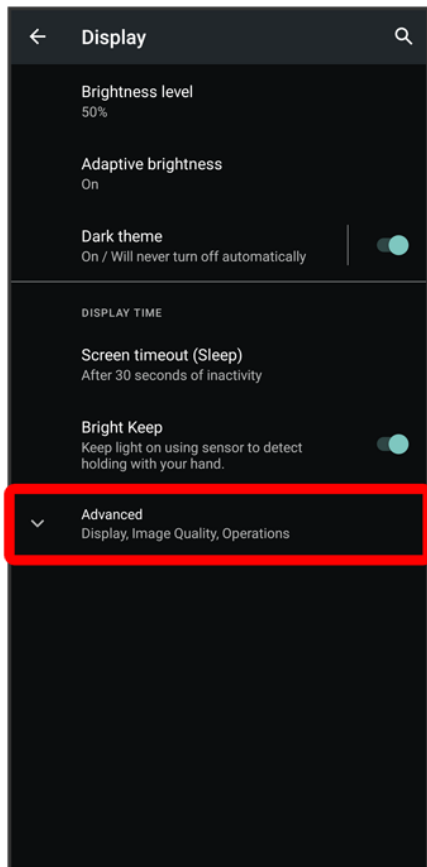 Display
Brightness level
50%
Adaptive brightness
On
Dark theme
On / Will never turn off automatically
DISPLAY TIME
Screen timeout (Sleep)
After 30 seconds of inactivity
Bright Keep
Keep light on using sensor to detect
holding with your hand.
Advanced
Display, Image Quality, Operations